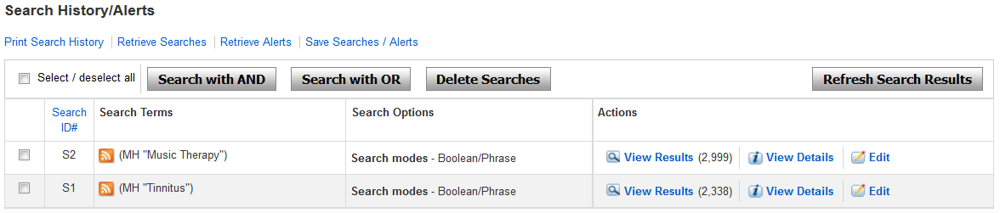 Search History/Alerts
Print Search History Retrieve Searches Retrieve Alerts Save Searches / Alerts
Select / deselect all Search with AND Search with OR Delete Searches Refresh Search Results
Search ID# Search Terms Search Options Actions
S2 (MH "Music Therapy") Search modes - Boolean/Phrase View Results (2,999) View Details Edit
S1 (MH "Tinnitus") Search modes - Boolean/Phrase View Results (2,338) View Details Edit